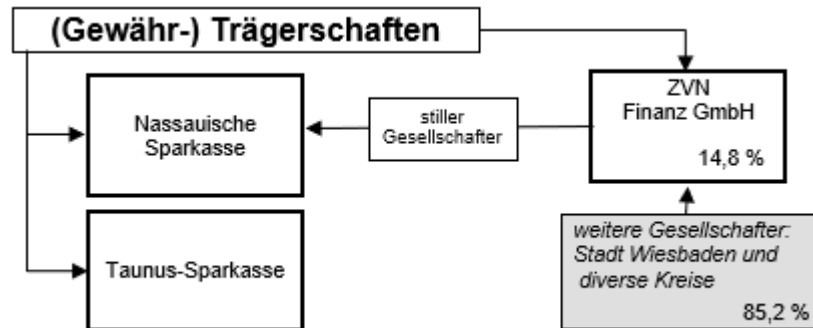 (Gewähr-) Trägerschaften
Nassauische
Sparkasse
stiller
Gesellschafter
ZVN
Finanz GmbH
14,8 %
Taunus-Sparkasse
weitere Gesellschafter:
Stadt Wiesbaden und
diverse Kreise
85,2 %